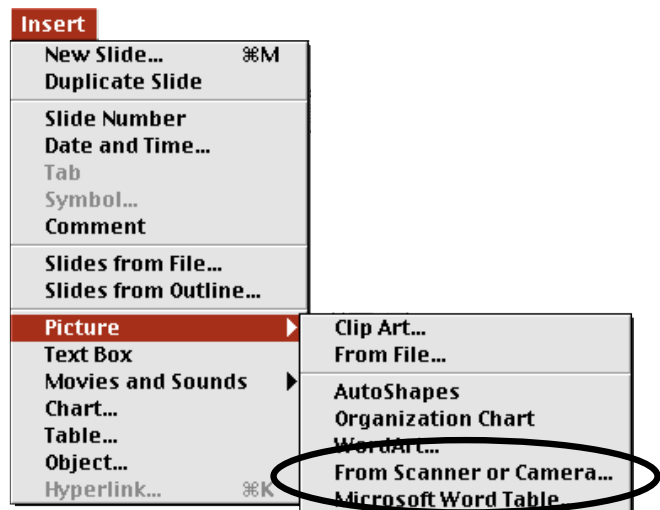 Insert
New Slide... ⌘M
Duplicate Slide
Slide Number
Date and Time...
Tab
Symbol...
Comment
Slides from File...
Slides from Outline...
Picture
Text Box
Movies and Sounds
Chart...
Table...
Object...
Hyperlink... ⌘K
Clip Art...
From File...
AutoShapes
Organization Chart
WordArt...
From Scanner or Camera...
Microsoft Word Table...